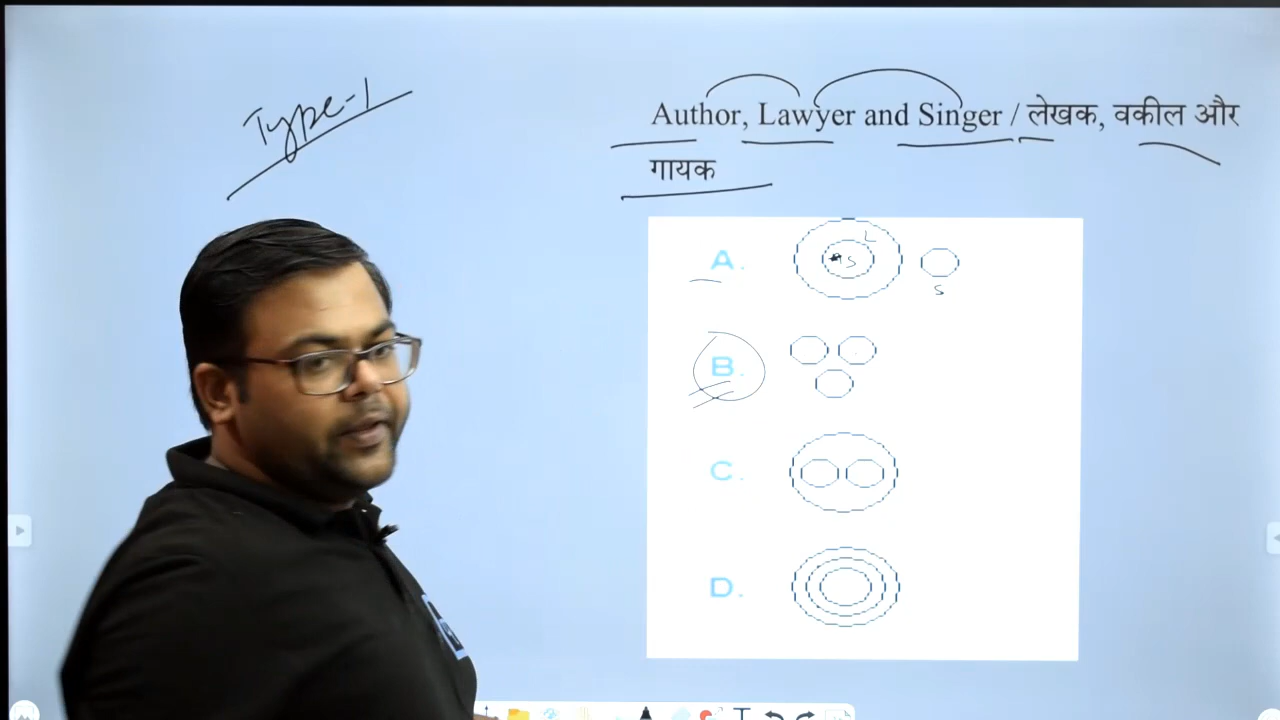 Type-1
Author, Lawyer and Singer / लेखक, वकील और
गायक
A.
L
S
S
B.
C.
D.
T